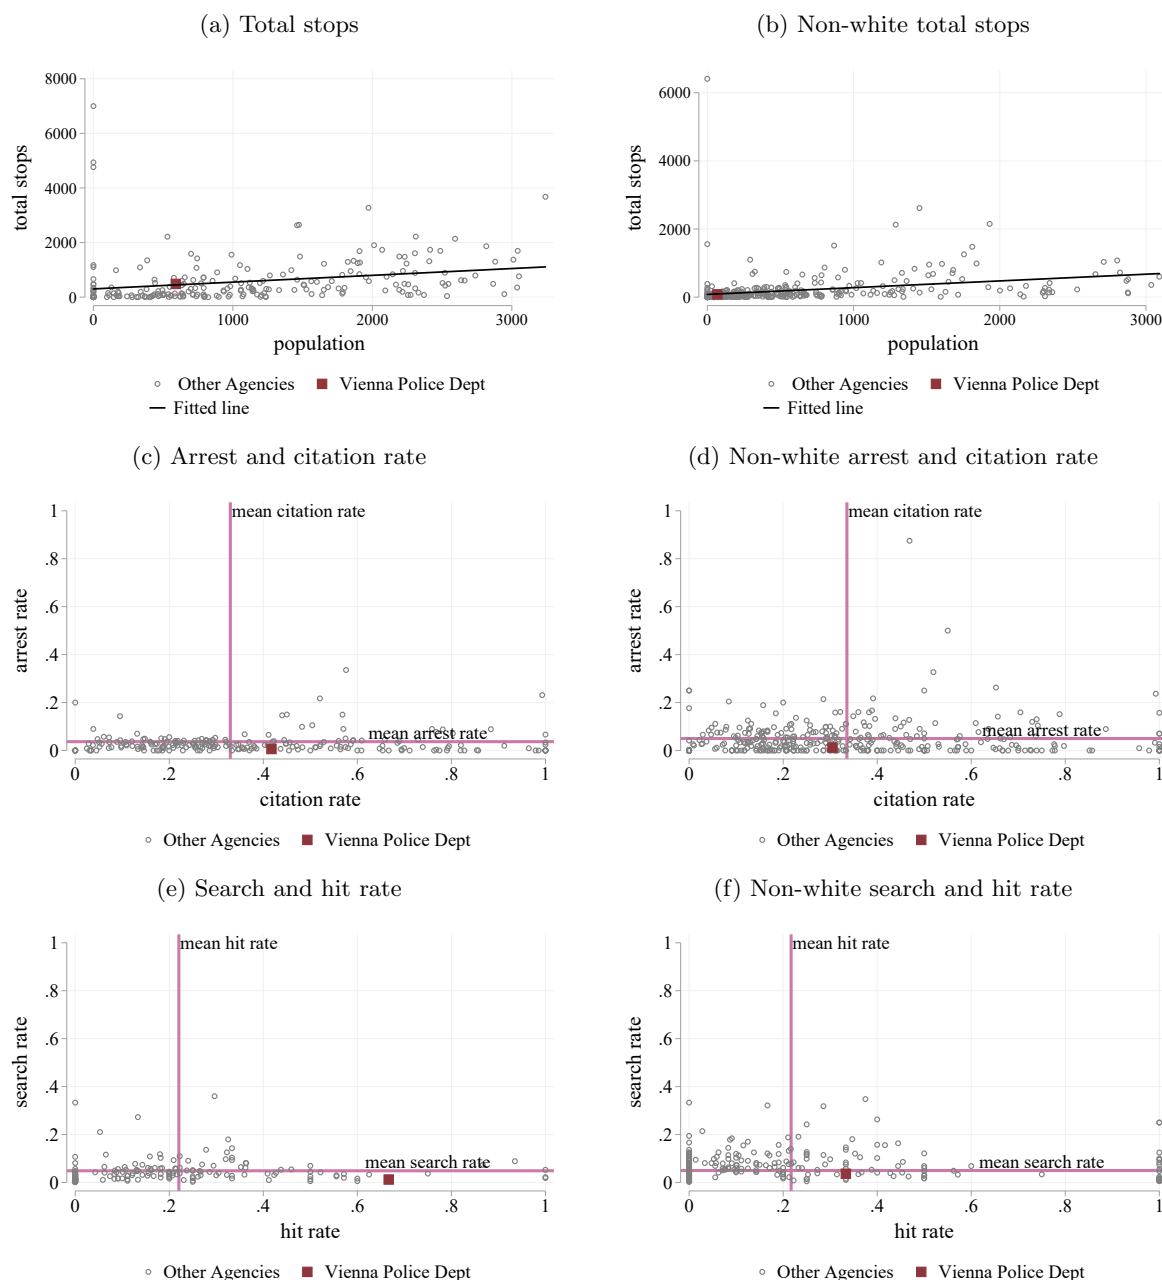 (a) Total stops
(b) Non-white total stops
8000
6000
4000
2000
0
total stops
0 1000 2000 3000
population
Other Agencies Vienna Police Dept
Fitted line
6000
4000
2000
0
total stops
0 1000 2000 3000
population
Other Agencies Vienna Police Dept
Fitted line
(c) Arrest and citation rate
(d) Non-white arrest and citation rate
1
.8
.6
.4
.2
0
arrest rate
mean citation rate
mean arrest rate
0 .2 .4 .6 .8 1
citation rate
Other Agencies Vienna Police Dept
1
.8
.6
.4
.2
0
arrest rate
mean citation rate
mean arrest rate
0 .2 .4 .6 .8 1
citation rate
Other Agencies Vienna Police Dept
(e) Search and hit rate
(f) Non-white search and hit rate
1
.8
.6
.4
.2
0
search rate
mean hit rate
mean search rate
0 .2 .4 .6 .8 1
hit rate
Other Agencies Vienna Police Dept
1
.8
.6
.4
.2
0
search rate
mean hit rate
mean search rate
0 .2 .4 .6 .8 1
hit rate
Other Agencies Vienna Police Dept